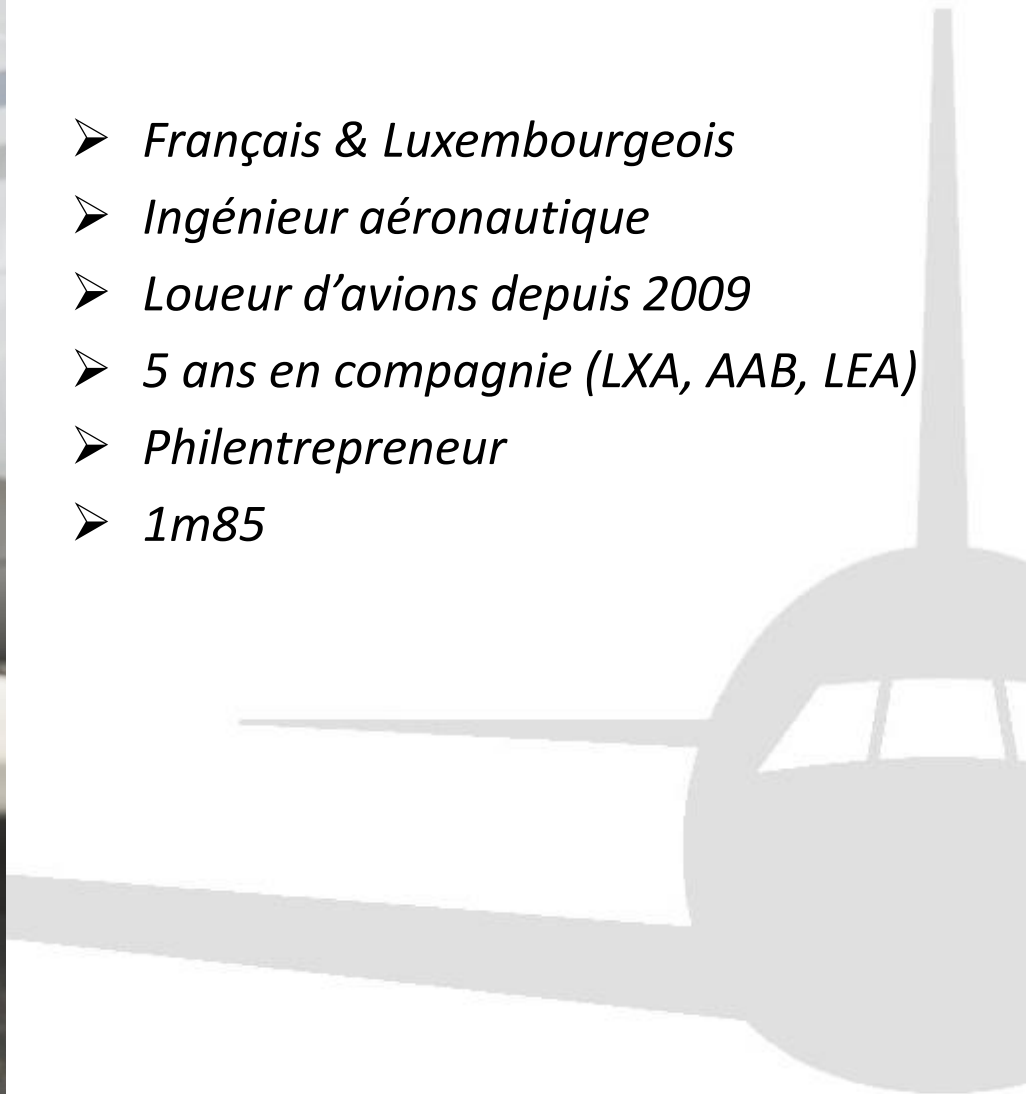 ➢ Français & Luxembourgeois
➢ Ingénieur aéronautique
➢ Loueur d’avions depuis 2009
➢ 5 ans en compagnie (LXA, AAB, LEA)
➢ Philentrepreneur
➢ 1m85